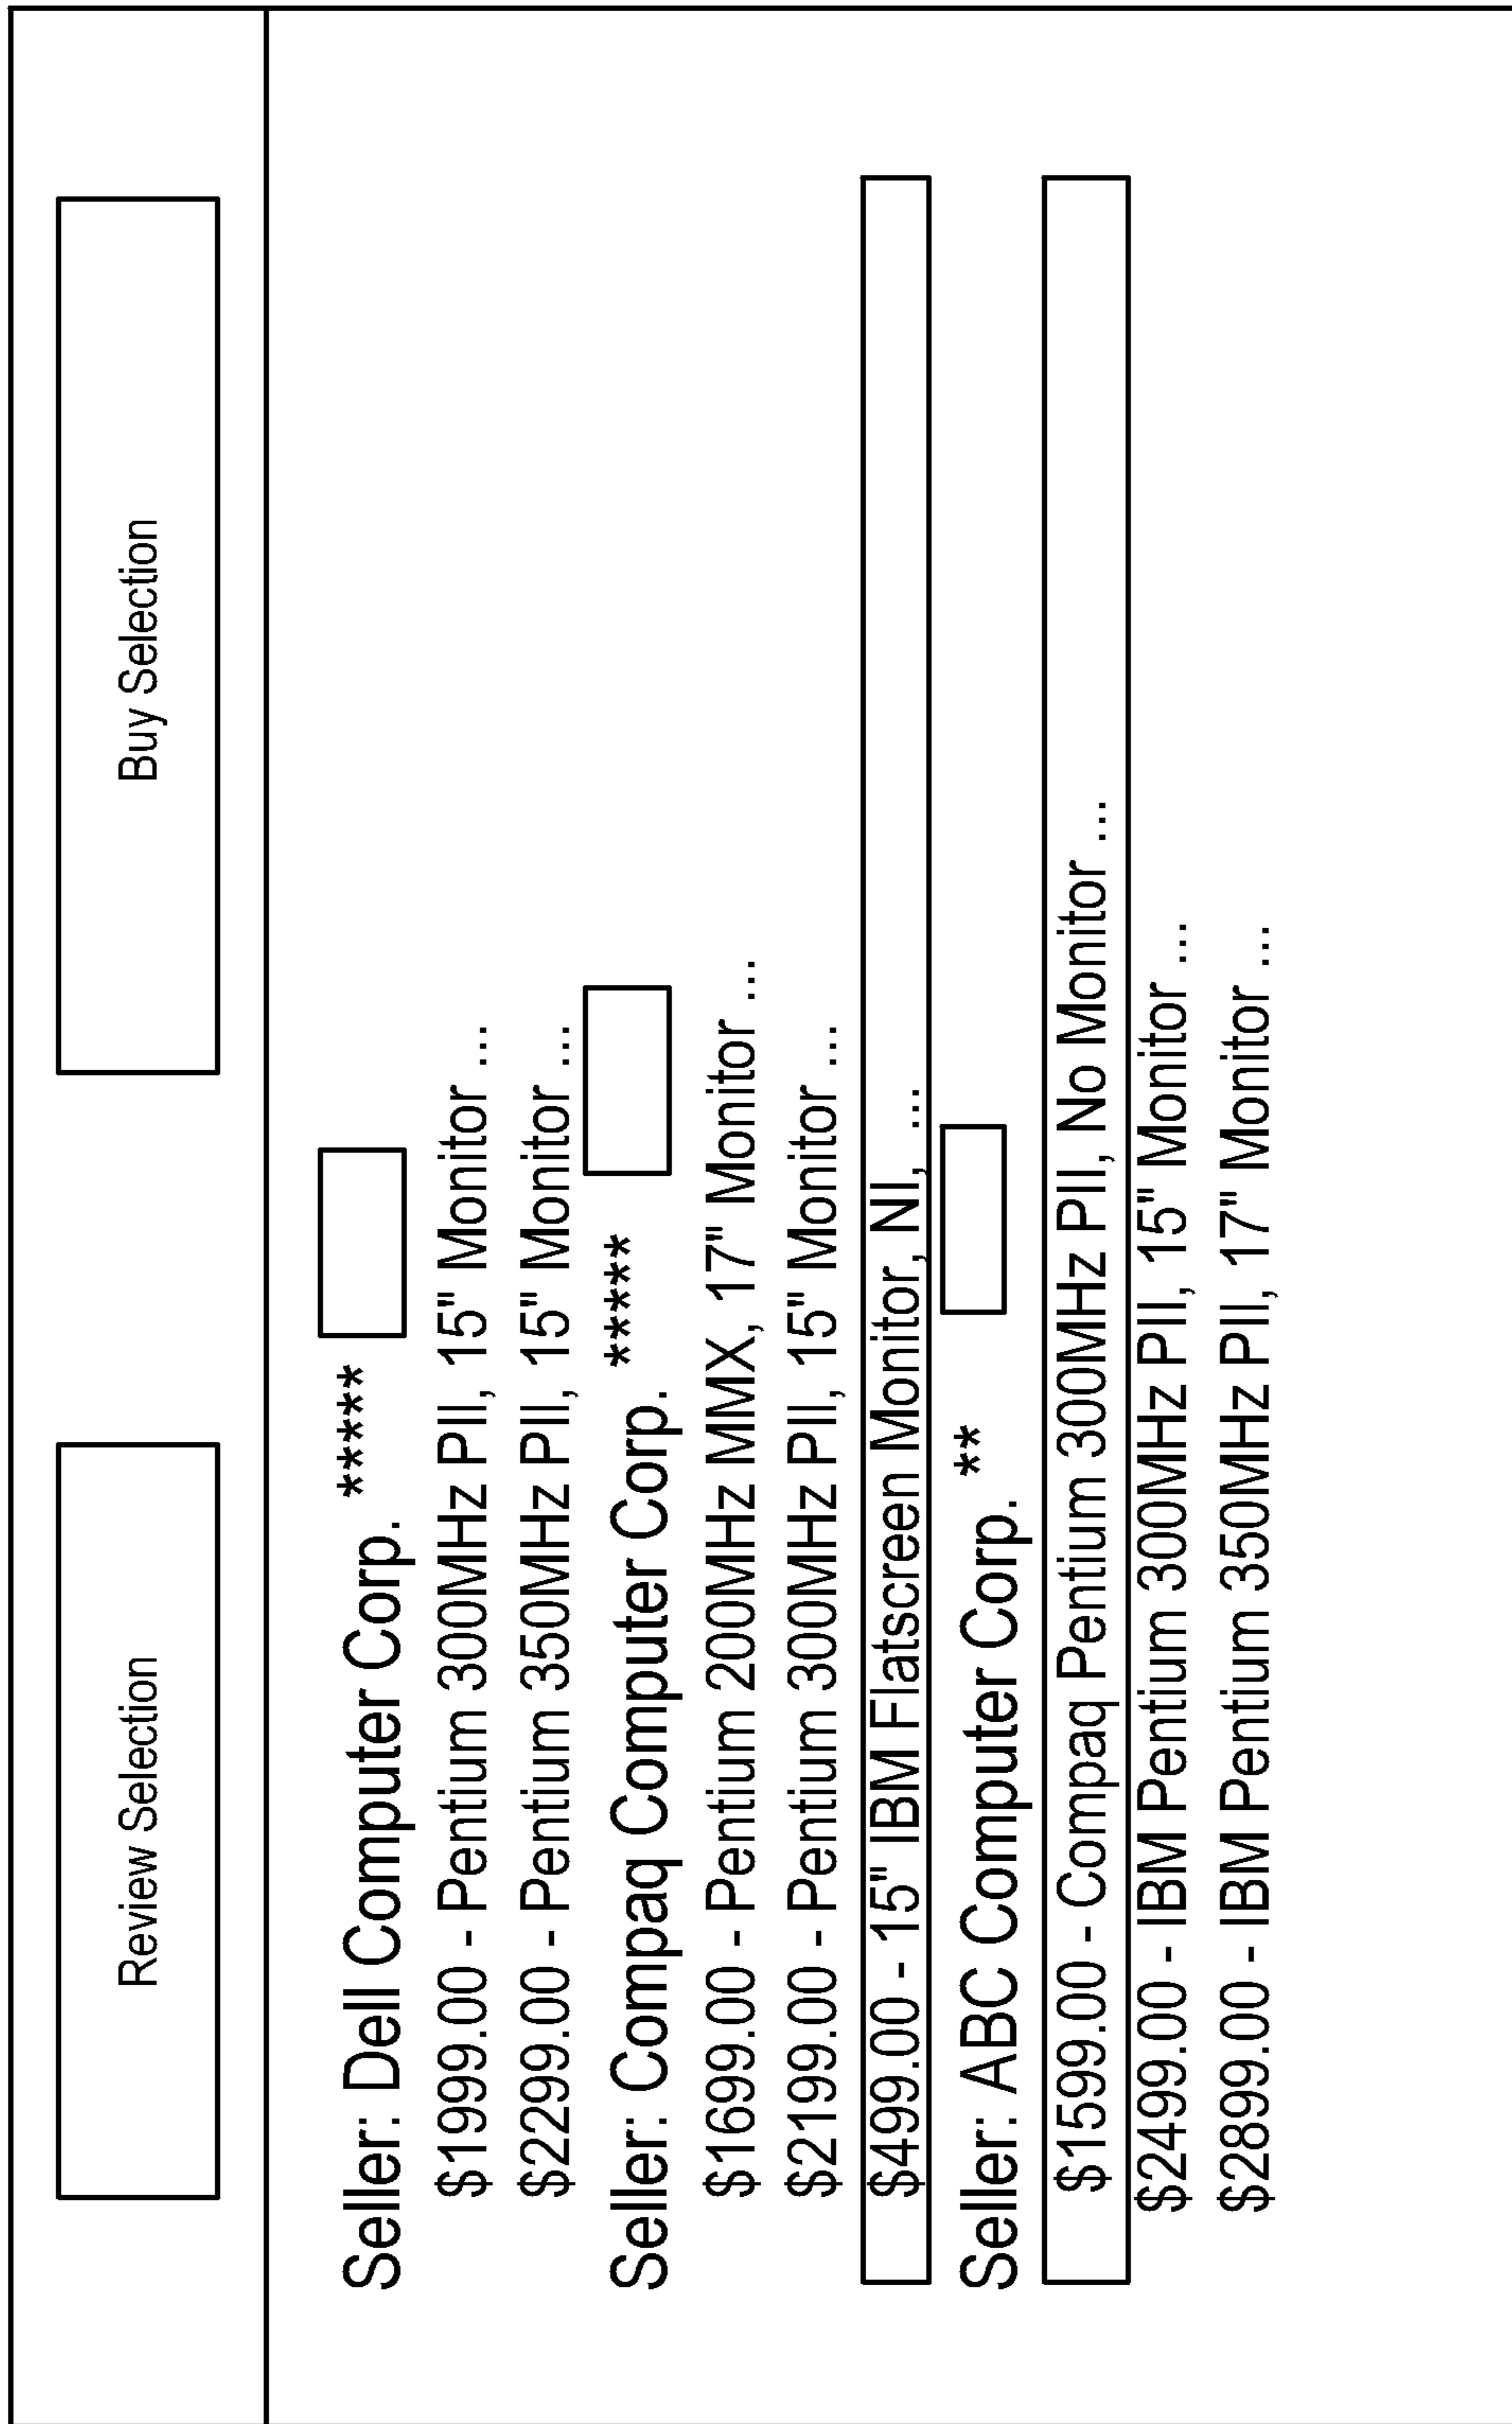 Review Selection
Buy Selection
Seller: Dell Computer Corp. *****
$1999.00 - Pentium 300MHz PII, 15" Monitor ...
$2299.00 - Pentium 350MHz PII, 15" Monitor ...
Seller: Compaq Computer Corp. *****
$1699.00 - Pentium 200MHz MMX, 17" Monitor ...
$2199.00 - Pentium 300MHz PII, 15" Monitor ...
$499.00 - 15" IBM Flatscreen Monitor, NI, ...
Seller: ABC Computer Corp. **
$1599.00 - Compaq Pentium 300MHz PII, No Monitor ...
$2499.00 - IBM Pentium 300MHz PII, 15" Monitor ...
$2899.00 - IBM Pentium 350MHz PII, 17" Monitor ...